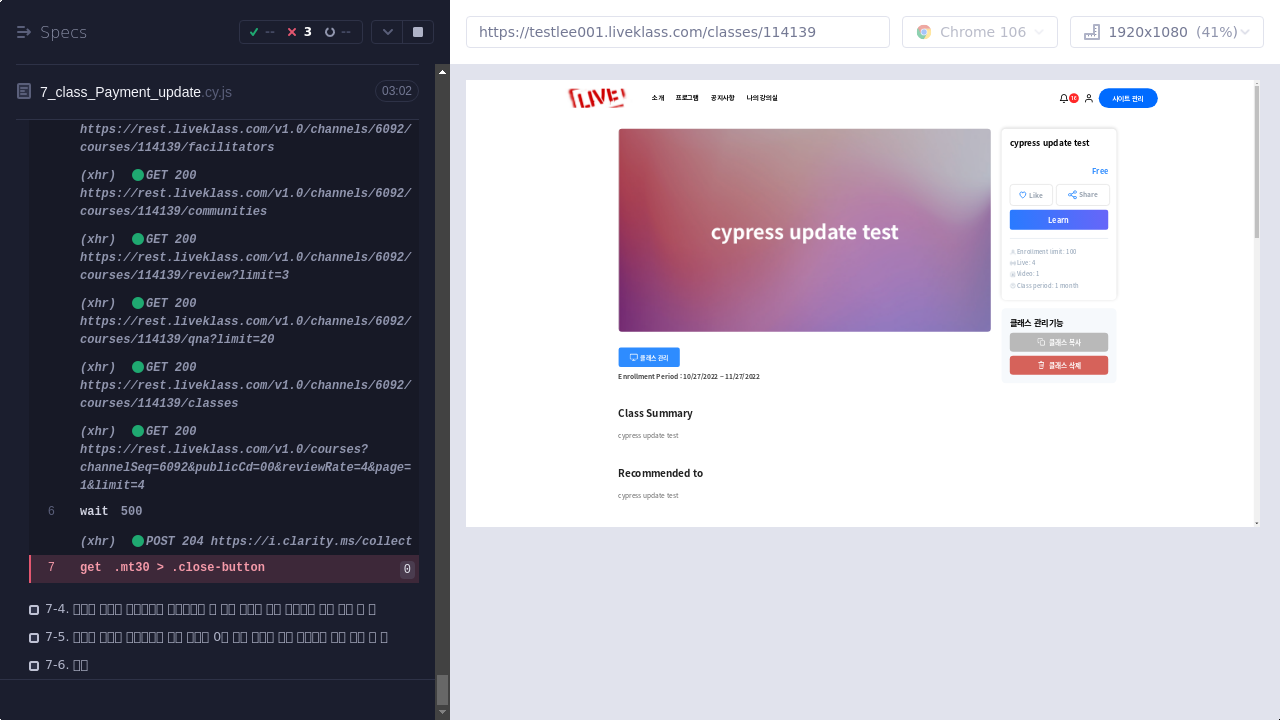 Specs
--
3
--
https://testlee001.liveklass.com/classes/114139
Chrome 106
1920x1080 (41%)
7_class_Payment_update.cy.js
03:02
https://rest.liveklass.com/v1.0/channels/6092/
courses/114139/facilitators
(xhr) GET 200
https://rest.liveklass.com/v1.0/channels/6092/
courses/114139/communities
(xhr) GET 200
https://rest.liveklass.com/v1.0/channels/6092/
courses/114139/review?limit=3
(xhr) GET 200
https://rest.liveklass.com/v1.0/channels/6092/
courses/114139/qna?limit=20
(xhr) GET 200
https://rest.liveklass.com/v1.0/channels/6092/
courses/114139/classes
(xhr) GET 200
https://rest.liveklass.com/v1.0/courses?
channelSeq=6092&publicCd=00&reviewRate=4&page=
1&limit=4
6 wait 500
(xhr) POST 204 https://i.clarity.ms/collect
7 get .mt30 > .close-button 0
7-4.
7-5.
7-6.
LIVE!
소개 프로그램 공지사항 나의 강의실
사이트 관리
cypress update test
cypress update test
Free
Like
Share
Learn
Enrollment limit: 100
Live: 4
Video: 1
Class period: 1 month
클래스 관리기능
클래스 복사
클래스 삭제
클래스 관리
Enrollment Period : 10/27/2022 ~ 11/27/2022
Class Summary
cypress update test
Recommended to
cypress update test